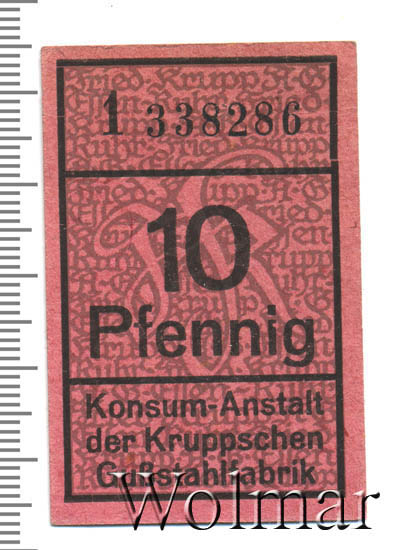 1 338286
10
Pfennig
Konsum-Anstalt
der Kruppschen
Gußstahlfabrik
Wolmar